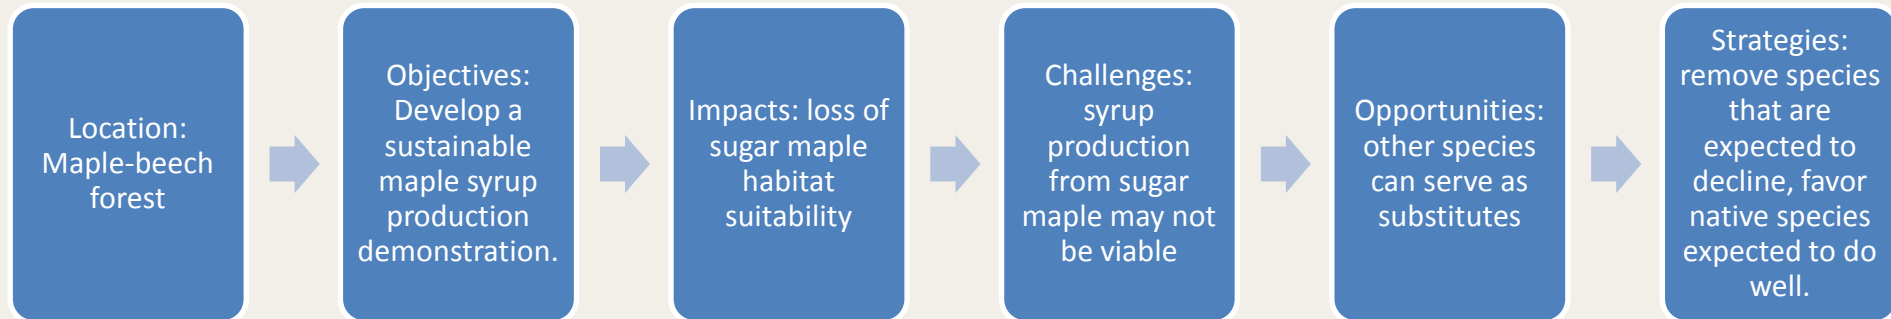 Location:
Maple-beech
forest
Objectives:
Develop a
sustainable
maple syrup
production
demonstration.
Impacts: loss of
sugar maple
habitat
suitability
Challenges:
syrup
production
from sugar
maple may not
be viable
Opportunities:
other species
can serve as
substitutes
Strategies:
remove species
that are
expected to
decline, favor
native species
expected to do
well.